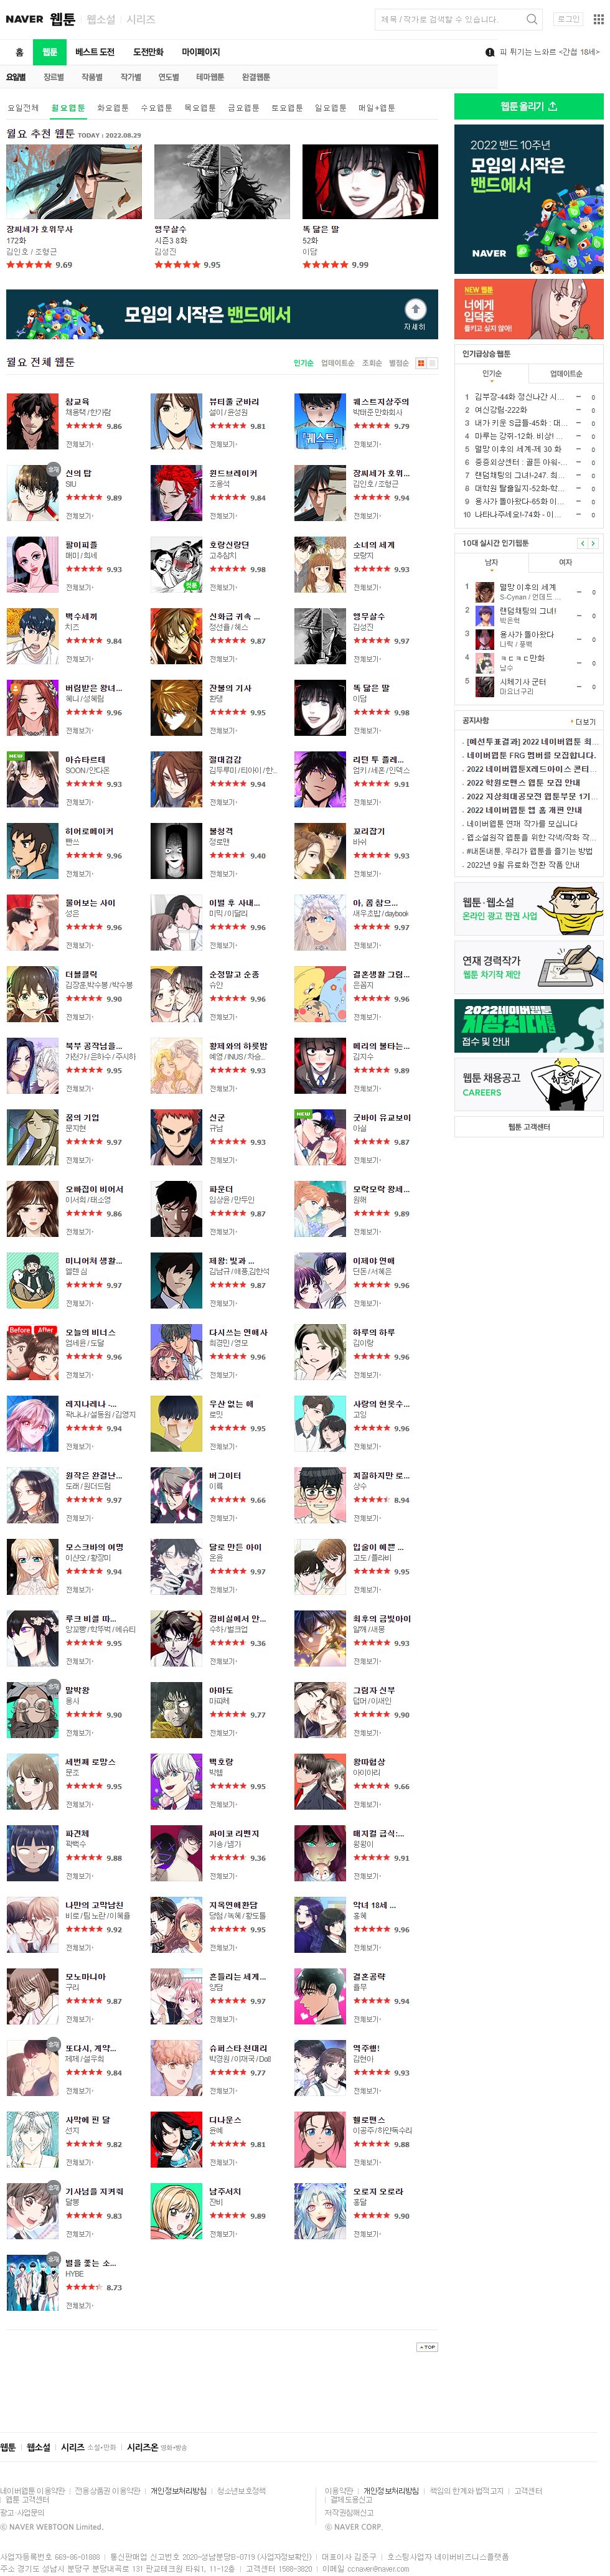 NAVER 웹툰 웹소설 시리즈
제목 / 작가로 검색할 수 있습니다.
로그인
홈 웹툰 베스트 도전 도전만화 마이페이지
피 튀기는 느와르 <간첩 18세>
요일별 장르별 작품별 작가별 연도별 테마웹툰 완결웹툰
요일전체 월요웹툰 화요웹툰 수요웹툰 목요웹툰 금요웹툰 토요웹툰 일요웹툰 매일+웹툰
월요 추천 웹툰 TODAY : 2022.08.29
장씨세가 호위무사 앵무살수 똑 닮은 딸
172화 시즌3 8화 52화
김인호 / 조형근 김성진 이담
9.69 9.95 9.99
모임의 시작은 밴드에서
자세히
월요 전체 웹툰
인기순 업데이트순 조회순 별점순
참교육 뷰티풀 군바리 퀘스트지상주의
채용택 / 한가람 설이 / 윤성원 박태준 만화회사
9.86 9.81 9.79
전체보기 전체보기 전체보기
신의 탑 윈드브레이커 장씨세가 호위...
SIU 조용석 김인호 / 조형근
9.89 9.84 9.94
전체보기 전체보기 전체보기
팔이피플 호랑신랑뎐 소녀의 세계
매미 / 희세 고추참치 모랑지
9.93 9.98 9.93
전체보기 전체보기 전체보기
백수세끼 신화급 귀속 ... 앵무살수
치즈 정선율 / 헤스 김성진
9.84 9.87 9.97
전체보기 전체보기 전체보기
버림받은 왕녀... 잔불의 기사 똑 닮은 딸
혜니 / 성혜림 환댕 이담
9.96 9.95 9.98
전체보기 전체보기 전체보기
NEW
아슈타르테 절대검감 리턴 투 플레...
SOON / 안다온
9.93 9.94 9.91
전체보기 전체보기 전체보기
히어로메이커 불청객 꼬리잡기
빤쓰 정로맨 바쉬
9.96 9.40 9.93
전체보기 전체보기 전체보기
물어보는 사이 이별 후 사내... 아, 쫌 참으...
성은 미믹 / 이달리 새우초밥 / daybook
9.96 9.96 9.97
전체보기 전체보기 전체보기
더블클릭 순정말고 순종 결혼생활 그림...
김장훈,박수봉 / 박수봉 슈안 은꼼지
9.90 9.96 9.96
전체보기 전체보기 전체보기
북부 공작님을... 황제와의 하룻밤 메리의 불타는...
가전가 / 은하수 / 주시하 김지수
9.95 9.93 9.89
전체보기 전체보기 전체보기
NEW
꿈의 기업 신군 굿바이 유교보이
문지현 규남 아실
9.97 9.93 9.87
전체보기 전체보기 전체보기
오빠집이 비어서 파운더 모락모락 왕세...
이서희 / 태소영 임상윤 / 만두인 원해
9.86 9.87 9.89
전체보기 전체보기 전체보기
미니어처 생활... 제왕: 빛과 ... 이제야 연애
엘렌 심 김남규 / 애풍,김한석 단돈 / 서혜은
9.97 9.87 9.96
전체보기 전체보기 전체보기
Before After
오늘의 비너스 다시쓰는 연애사 하루의 하루
엄세윤 / 도달 최경민 / 영모 김이랑
9.96 9.96 9.96
전체보기 전체보기 전체보기
레지나레나 -... 우산 없는 애 사랑의 헌옷수...
곽나나 / 설동원 / 김영지 로밋 고잉
9.94 9.95 9.96
전체보기 전체보기 전체보기
원작은 완결난... 버그이터 찌질하지만 로...
도래 / 원더드림 이륙 상수
9.97 9.66 8.94
전체보기 전체보기 전체보기
모스크바의 여명 달로 만든 아이 입술이 예쁜 ...
이산오 / 황장미 온윤 고도 / 플라비
9.94 9.97 9.95
전체보기 전체보기 전체보기
루크 비셸 따... 경비실에서 안... 최후의 금빛아이
양꼬빵 / 학뚜벅 / 에슈티 수하 / 벌크업 얄째 / 새뭉
9.95 9.36 9.93
전체보기 전체보기 전체보기
말박왕 아마도 그림자 신부
용사 마파테 텀머 / 이새인
9.90 9.77 9.90
전체보기 전체보기 전체보기
세번째 로망스 백호랑 왕따협상
문조 박햄 아이아리
9.95 9.95 9.66
전체보기 전체보기 전체보기
파견체 싸이코 리벤지 매지컬 급식:...
곽백수 기송 / 냄가 왕왕이
9.88 9.36 9.91
전체보기 전체보기 전체보기
나만의 고막남친 지옥연애환담 악녀 18세 ...
비로 / 팀 노란 / 이혜율 당첨 / 녹혜 / 황도톨 홍혜
9.92 9.95 9.96
전체보기 전체보기 전체보기
모노마니아 흔들리는 세계... 결혼공략
구리 양덤 율무
9.87 9.97 9.94
전체보기 전체보기 전체보기
또다시, 계약... 슈퍼스타 천대리 역주행!
제제 / 설우희 박경원 / 이재국 / Do8 김현아
9.84 9.77 9.93
전체보기 전체보기 전체보기
사막에 핀 달 디나운스 헬로맨스
선지 윤예 이공주 / 하얀독수리
9.82 9.81 9.88
전체보기 전체보기 전체보기
기사님을 지켜줘 남주서치 오로지 오로라
달봉 잔비 홍달
9.83 9.89 9.90
전체보기 전체보기 전체보기
별을 쫓는 소...
HYBE
8.73
전체보기
TOP
웹툰 올리기
2022 밴드 10주년
모임의 시작은
밴드에서
NAVER
NEW 웹툰
너에게
입덕중
들키고 싶지 않아!
인기급상승 웹툰
인기순 업데이트순
1 김부장-44화 정신나간 시... 0
2 여신강림-222화 0
3 내가 키운 S급들-45화 : 대... 0
4 마루는 강쥐-12화. 비상! ... 0
5 멸망 이후의 세계-제 30 화 0
6 중증외상센터 : 골든 아워-... 0
7 랜덤채팅의 그녀!-247. 최... 0
8 대학원 탈출일지-52화-학... 0
9 용사가 돌아왔다-65화 이... 0
10 나타나주세요!-74화 - 이... 0
10대 실시간 인기웹툰
남자 여자
1 멸망 이후의 세계 0
S-Cynan / 언데드 ...
2 랜덤채팅의 그녀! 0
박은혁
3 용사가 돌아왔다 0
나락 / 풍백
4 ㅋㄷㅋㄷ만화 0
남수
5 시체기사 군터 0
마요너구리
공지사항 더보기
[예선투표결과] 2022 네이버웹툰 최...
네이버웹툰 FRG 멤버를 모집합니다.
2022 네이버웹툰X레드아이스 콘티...
2022 학원로맨스 웹툰 모집 안내
2022 지상최대공모전 웹툰부문 1기...
2022 네이버웹툰 앱 홈 개편 안내
네이버웹툰 연재 작가를 모십니다
웹소설원작 웹툰을 위한 각색/작화 작...
#내돈내툰, 우리가 웹툰을 즐기는 방법
2022년 9월 유료화 전환 작품 안내
웹툰·웹소설
온라인 광고 판권 사업
연재 경력작가
웹툰 차기작 제안
2022네이버웹툰
지상최대
접수 및 안내
웹툰 채용공고
CAREERS
웹툰 고객센터
웹툰 웹소설 시리즈 소설•만화 시리즈온 영화•방송
네이버웹툰 이용약관 전용상품권 이용약관 개인정보처리방침 청소년보호정책
웹툰 고객센터
광고·사업문의
ⓒ NAVER WEBTOON Limited.
이용약관 개인정보처리방침 책임의 한계와 법적고지 고객센터
결제도용신고
저작권침해신고
ⓒ NAVER CORP.
사업자등록번호 669-86-01888 통신판매업 신고번호 2020-성남분당B-0719 (사업자정보확인) 대표이사 김준구 호스팅사업자 네이버비즈니스플랫폼
주소 경기도 성남시 분당구 분당내곡로 131 판교테크원 타워1, 11-12층 고객센터 1588-3820 이메일 ccnaver@naver.com